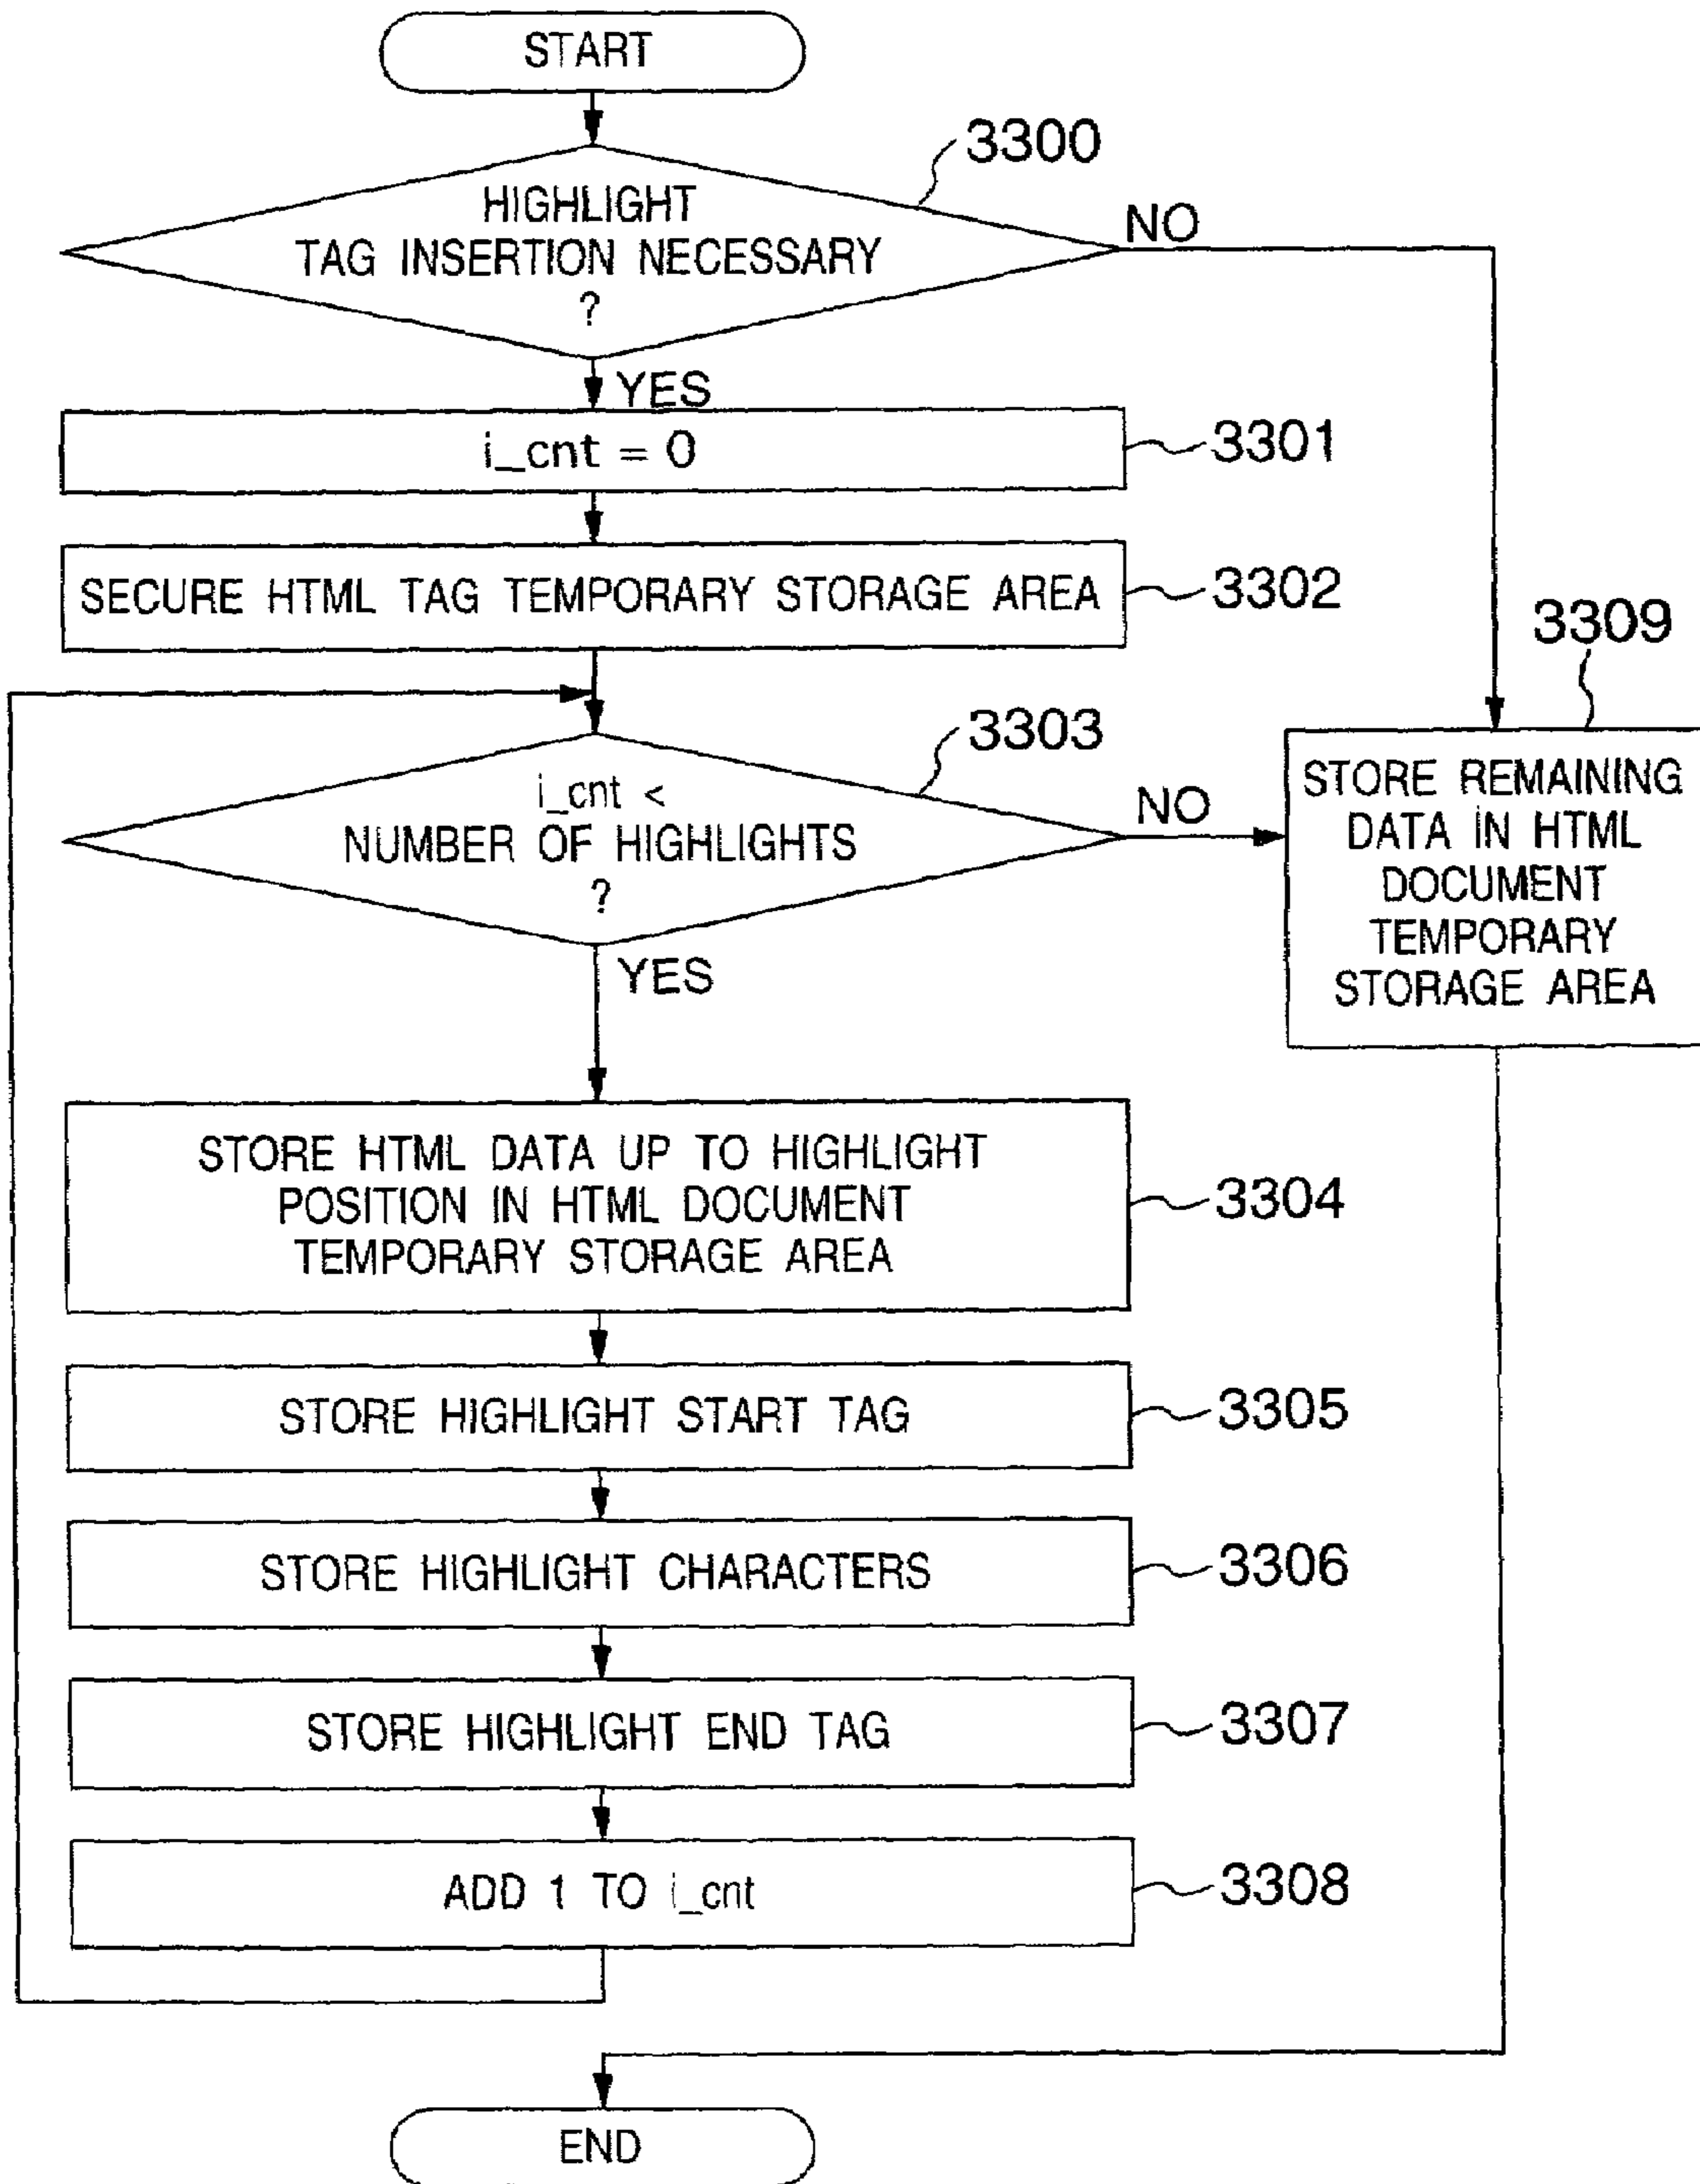 START
3300
HIGHLIGHT
TAG INSERTION NECESSARY
?
NO
YES
i_cnt = 0
3301
SECURE HTML TAG TEMPORARY STORAGE AREA
3302
3309
STORE REMAINING
DATA IN HTML
DOCUMENT
TEMPORARY
STORAGE AREA
3303
i_cnt <
NUMBER OF HIGHLIGHTS
?
NO
YES
STORE HTML DATA UP TO HIGHLIGHT
POSITION IN HTML DOCUMENT
TEMPORARY STORAGE AREA
3304
STORE HIGHLIGHT START TAG
3305
STORE HIGHLIGHT CHARACTERS
3306
STORE HIGHLIGHT END TAG
3307
ADD 1 TO i_cnt
3308
END